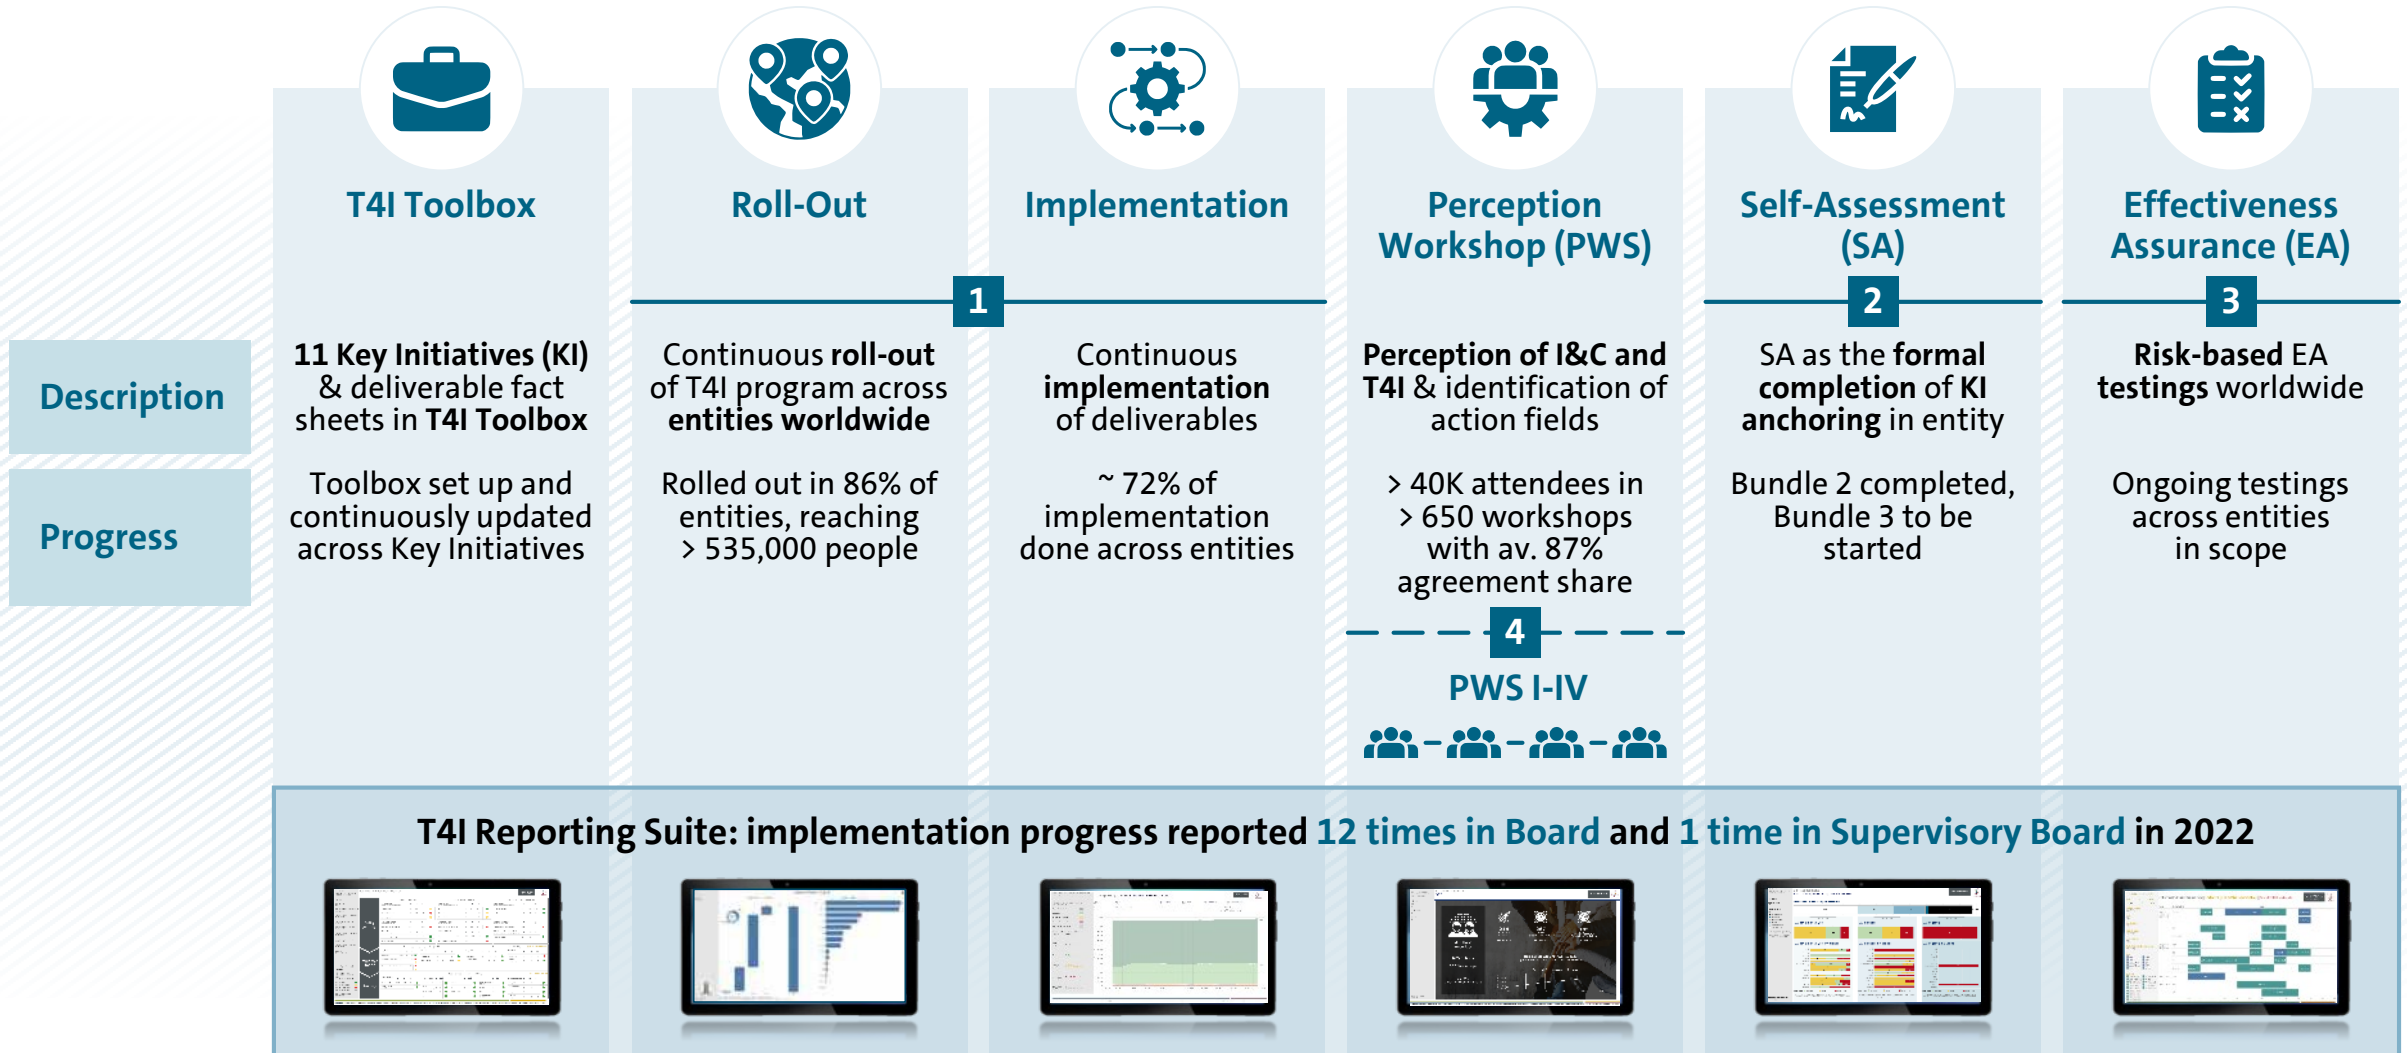 T4I Toolbox
Roll-Out
Implementation
Perception
Workshop (PWS)
Self-Assessment
(SA)
Effectiveness
Assurance (EA)
1
2
3
Description
11 Key Initiatives (KI)
& deliverable fact
sheets in T4I Toolbox
Continuous roll-out
of T4I program across
entities worldwide
Continuous
implementation
of deliverables
Perception of I&C and
T4I & identification of
action fields
SA as the formal
completion of KI
anchoring in entity
Risk-based EA
testings worldwide
Progress
Toolbox set up and
continuously updated
across Key Initiatives
Rolled out in 86% of
entities, reaching
> 535,000 people
~ 72% of
implementation
done across entities
> 40K attendees in
> 650 workshops
with av. 87%
agreement share
Bundle 2 completed,
Bundle 3 to be
started
Ongoing testings
across entities
in scope
4
PWS I-IV
T4I Reporting Suite: implementation progress reported 12 times in Board and 1 time in Supervisory Board in 2022